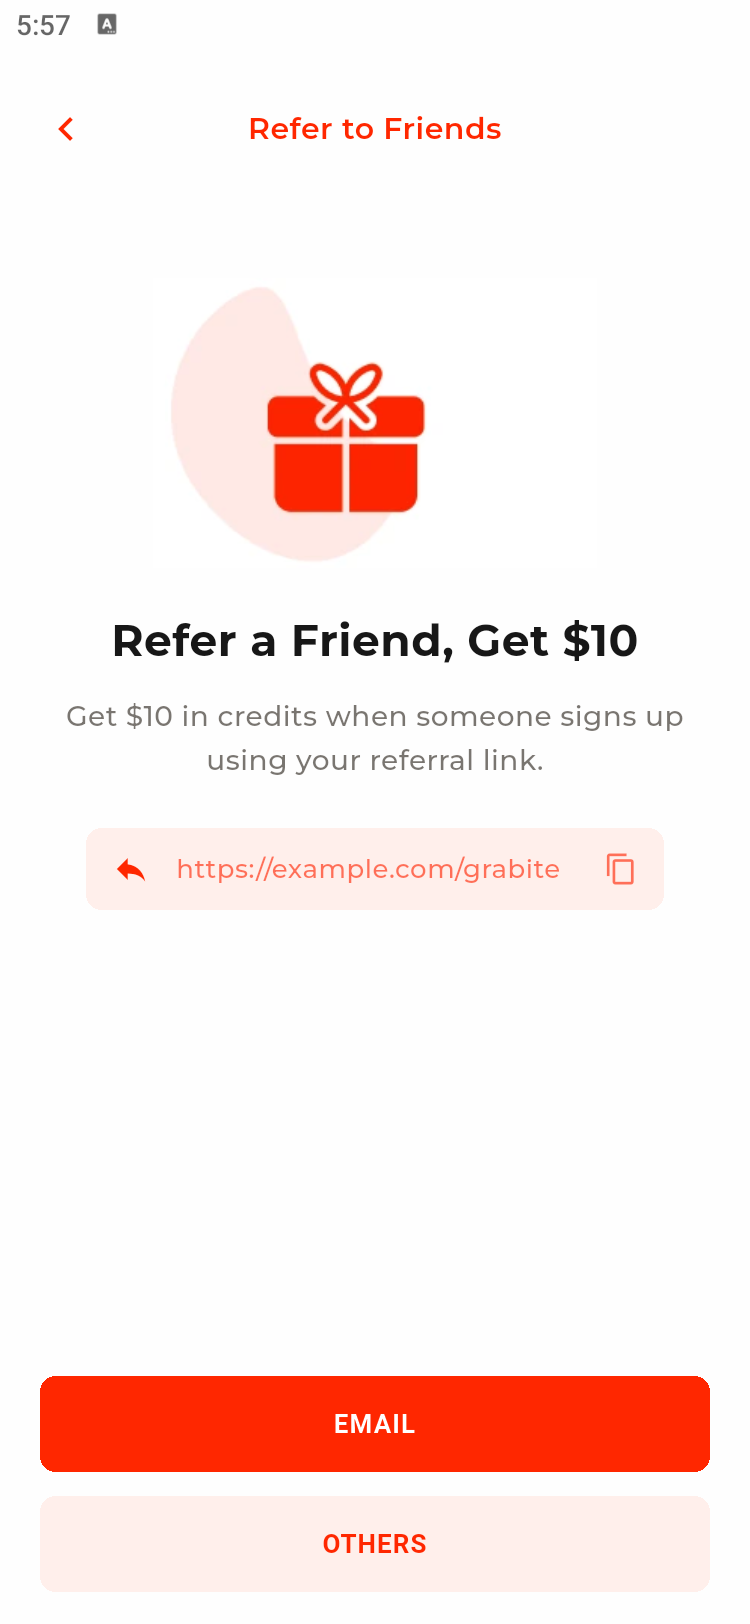 5:57
Refer to Friends
Refer a Friend, Get $10
Get $10 in credits when someone signs up
using your referral link.
https://example.com/grabite
EMAIL
OTHERS